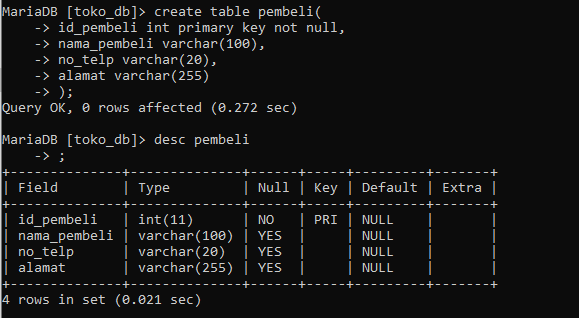 MariaDB [toko_db]> create table pembeli(
    -> id_pembeli int primary key not null,
    -> nama_pembeli varchar(100),
    -> no_telp varchar(20),
    -> alamat varchar(255)
    -> );
Query OK, 0 rows affected (0.272 sec)

MariaDB [toko_db]> desc pembeli
    -> ;
+--------------+--------------+------+-----+---------+-------+
| Field        | Type         | Null | Key | Default | Extra |
+--------------+--------------+------+-----+---------+-------+
| id_pembeli   | int(11)      | NO   | PRI | NULL    |       |
| nama_pembeli | varchar(100) | YES  |     | NULL    |       |
| no_telp      | varchar(20)  | YES  |     | NULL    |       |
| alamat       | varchar(255) | YES  |     | NULL    |       |
+--------------+--------------+------+-----+---------+-------+
4 rows in set (0.021 sec)